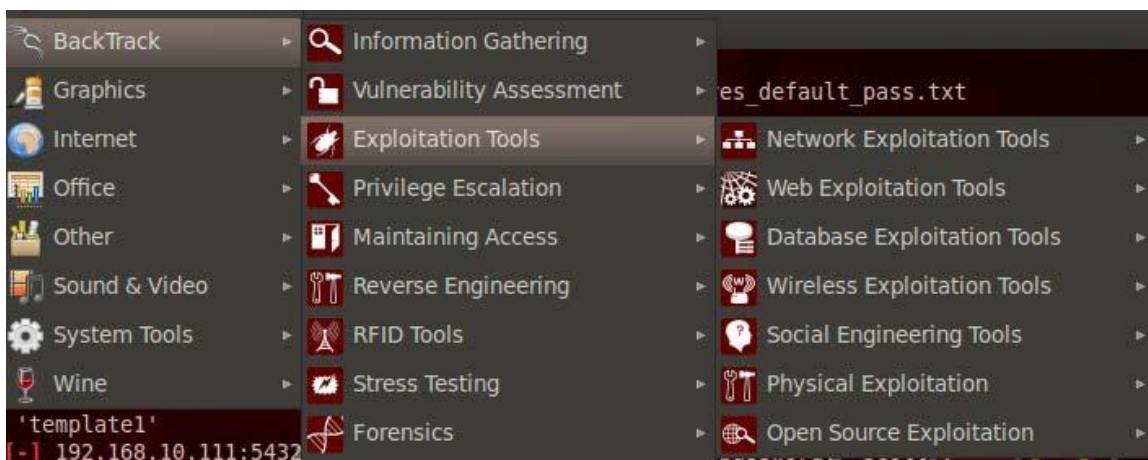 BackTrack
Graphics
Internet
Office
Other
Sound & Video
System Tools
Wine
Information Gathering
Vulnerability Assessment
Exploitation Tools
Privilege Escalation
Maintaining Access
Reverse Engineering
RFID Tools
Stress Testing
Forensics
es_default_pass.txt
Network Exploitation Tools
Web Exploitation Tools
Database Exploitation Tools
Wireless Exploitation Tools
Social Engineering Tools
Physical Exploitation
Open Source Exploitation
'template1'
[-] 192.168.10.111:5432